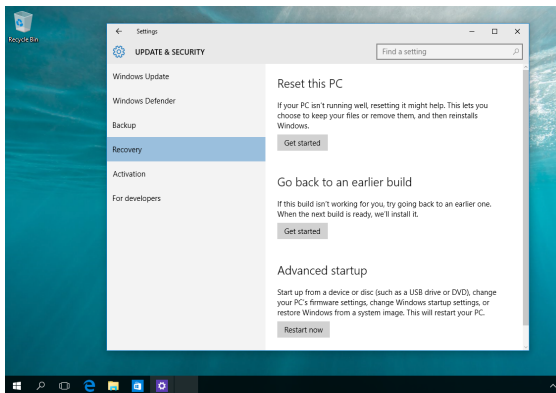 Recycle Bin
Settings
UPDATE & SECURITY
Find a setting
Windows Update
Windows Defender
Backup
Recovery
Activation
For developers
Reset this PC
If your PC isn't running well, resetting it might help. This lets you
choose to keep your files or remove them, and then reinstalls
Windows.
Get started
Go back to an earlier build
If this build isn't working for you, try going back to an earlier one.
When the next build is ready, we'll install it.
Get started
Advanced startup
Start up from a device or disc (such as a USB drive or DVD), change
your PC's firmware settings, change Windows startup settings, or
restore Windows from a system image. This will restart your PC.
Restart now